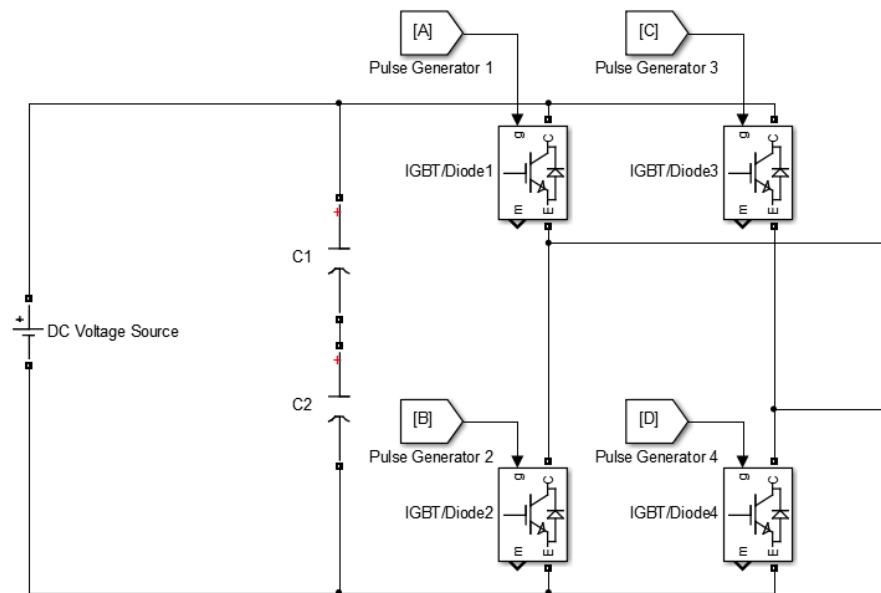 [A]
[C]
Pulse Generator 1
Pulse Generator 3
g
C
IGBT/Diode1
m
E
g
C
IGBT/Diode3
m
E
+
C1
+
DC Voltage Source
+
C2
[B]
[D]
Pulse Generator 2
Pulse Generator 4
g
C
IGBT/Diode2
m
E
g
C
IGBT/Diode4
m
E